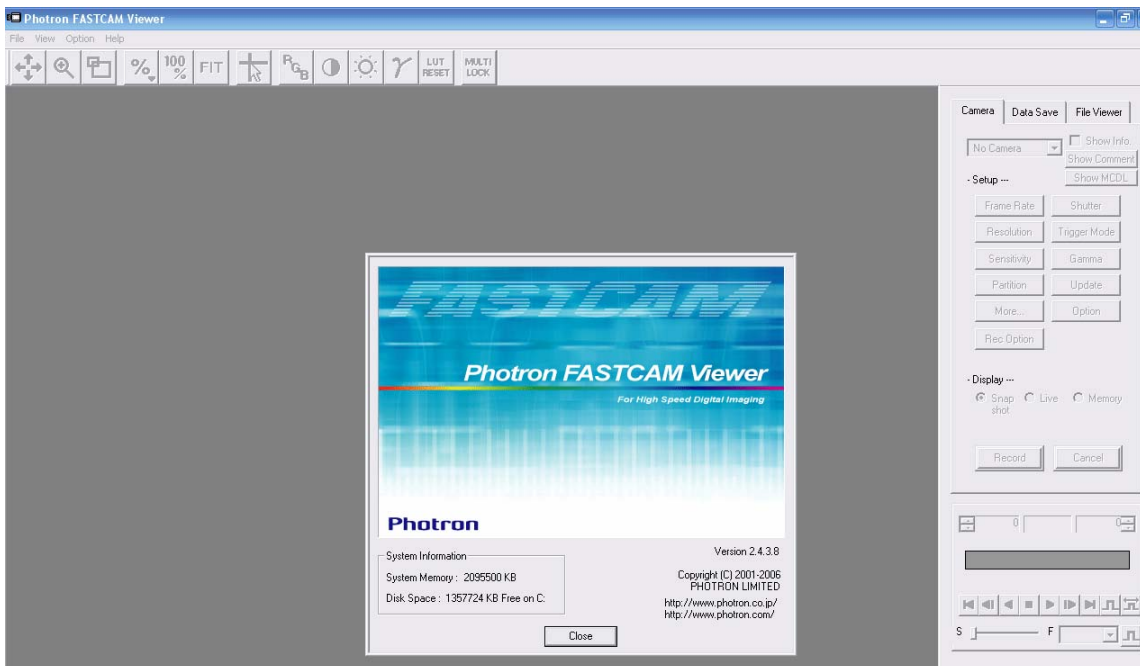 Photron FASTCAM Viewer
File View Option Help
% 100 % FIT RGB γ LUT RESET MULTI LOCK
Camera Data Save File Viewer
No Camera Show Info.
Show Comment
- Setup --- Show MCDL
Frame Rate Shutter
Resolution Trigger Mode
Sensitivity Gamma
Partition Update
More... Option
Rec Option
- Display ---
Snap shot Live Memory
Record Cancel
0 0
S F
FASTCAM
Photron FASTCAM Viewer
For High Speed Digital Imaging
Photron
System Information
System Memory : 2095500 KB
Disk Space : 1357724 KB Free on C:
Version 2.4.3.8
Copyright (C) 2001-2006
PHOTRON LIMITED
http://www.photron.co.jp/
http://www.photron.com/
Close